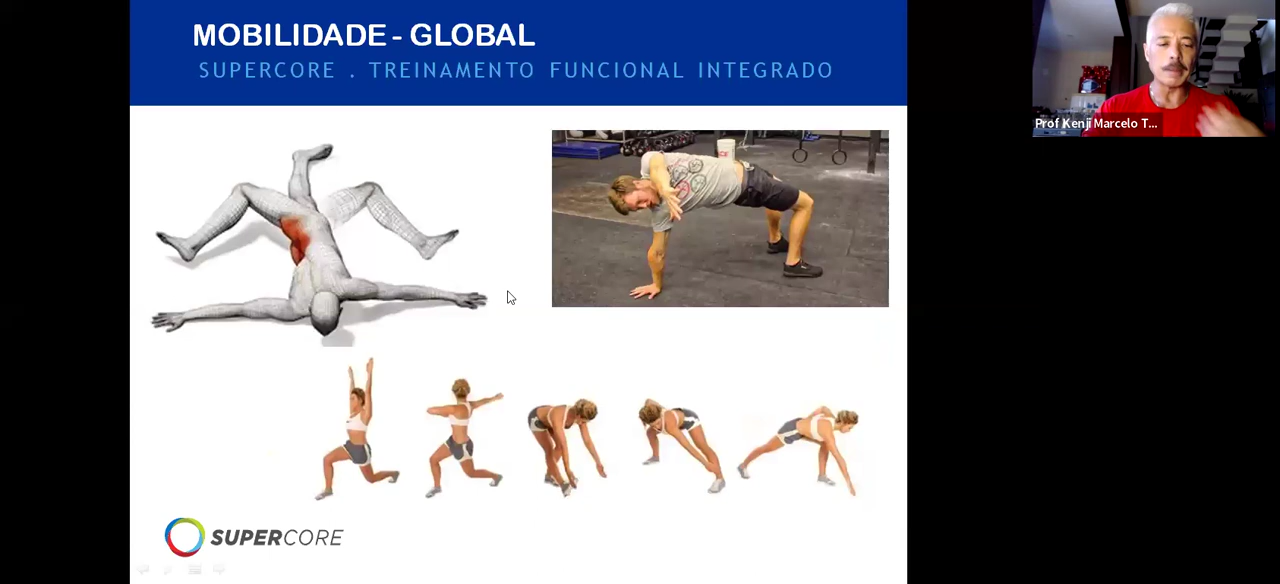 MOBILIDADE - GLOBAL
SUPERCORE . TREINAMENTO FUNCIONAL INTEGRADO
Prof Kenji Marcelo T...
SUPERCORE